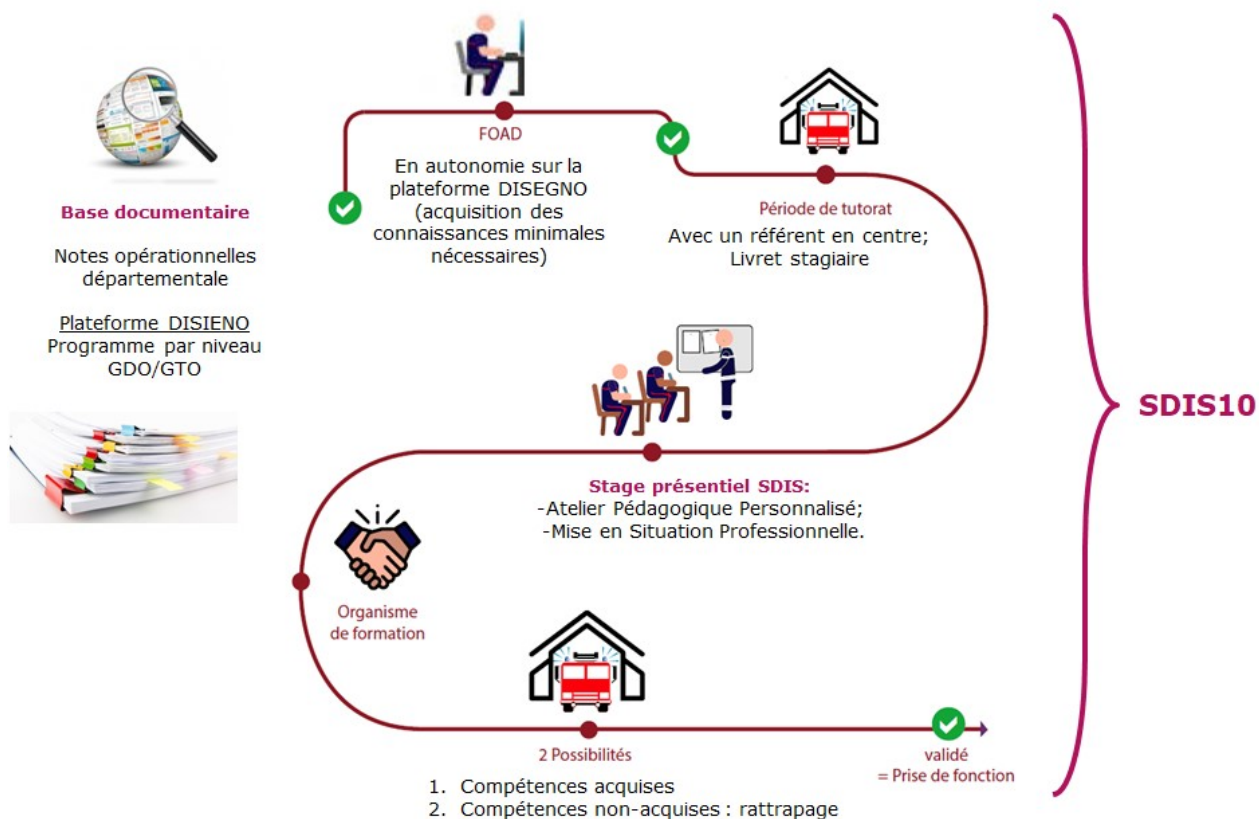 Base documentaire
Notes opérationnelles
départementale
Plateforme DISIENO
Programme par niveau
GDO/GTO
FOAD
En autonomie sur la
plateforme DISEGNO
(acquisition des
connaissances minimales
nécessaires)
Période de tutorat
Avec un référent en centre;
Livret stagiaire
Stage présentiel SDIS:
-Atelier Pédagogique Personnalisé;
-Mise en Situation Professionnelle.
Organisme
de formation
2 Possibilités
1. Compétences acquises
2. Compétences non-acquises : rattrapage
validé
= Prise de fonction
SDIS10